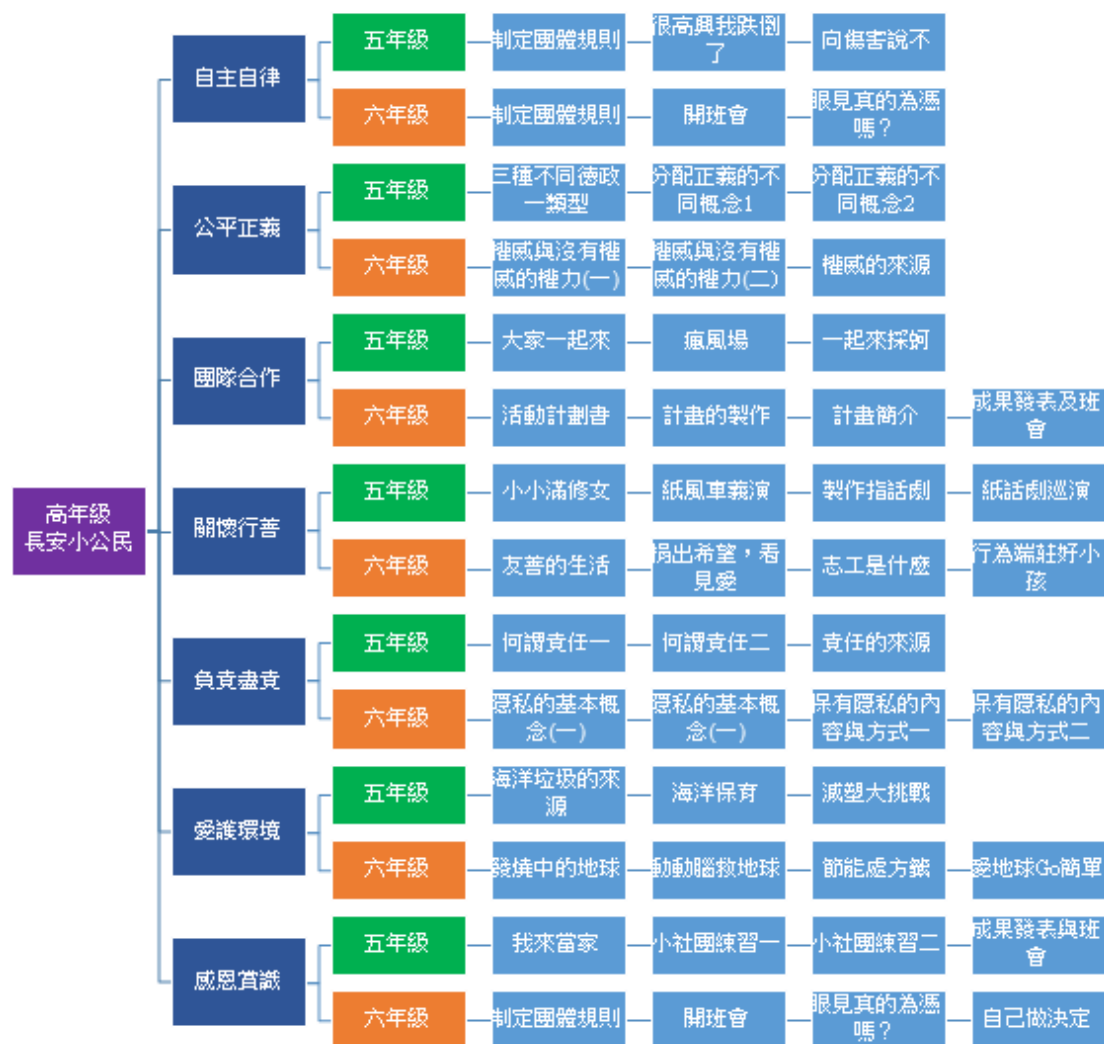 高年級
長安小公民
自主自律
五年級
制定團體規則
很高興我跌倒
了
向傷害說不
六年級
制定團體規則
開班會
眼見真的為憑
嗎?
公平正義
五年級
三種不同德政
一類型
分配正義的不
同概念1
分配正義的不
同概念2
六年級
權威與沒有權
威的權力(一)
權威與沒有權
威的權力(二)
權威的來源
團隊合作
五年級
大家一起來
瘋風場
一起來採蚵
六年級
活動計劃書
計畫的製作
計畫簡介
成果發表及班
會
關懷行善
五年級
小小滿修女
紙風車義演
製作指話劇
紙話劇巡演
六年級
友善的生活
捐出希望,看
見愛
志工是什麼
行為端莊好小
孩
負責盡責
五年級
何謂責任一
何謂責任二
責任的來源
六年級
隱私的基本概
念(一)
隱私的基本概
念(一)
保有隱私的內
容與方式一
保有隱私的內
容與方式二
愛護環境
五年級
海洋垃圾的來
源
海洋保育
減塑大挑戰
六年級
發燒中的地球
動動腦救地球
節能處方籤
愛地球Go簡單
感恩賞識
五年級
我來當家
小社團練習一
小社團練習二
成果發表與班
會
六年級
制定團體規則
開班會
眼見真的為憑
嗎?
自己做決定